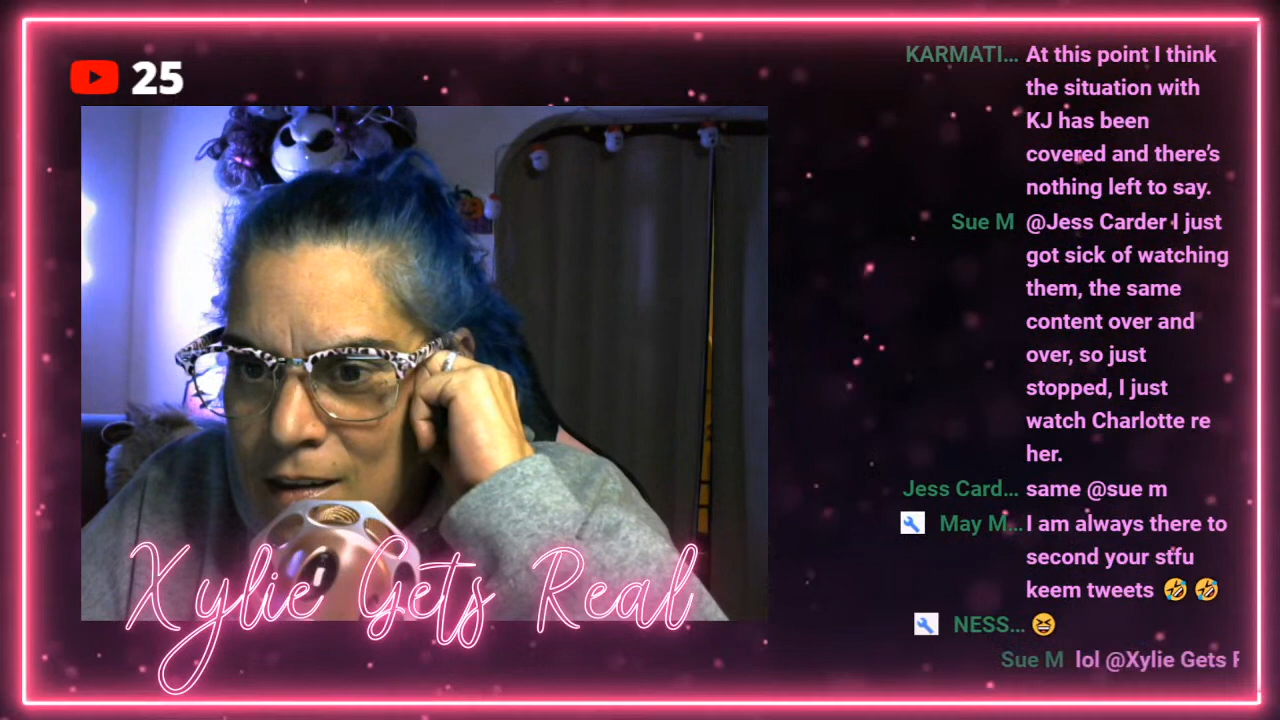 25
Xylie Gets Real
KARMATI... At this point I think
the situation with
KJ has been
covered and there's
nothing left to say.
Sue M @Jess Carder I just
got sick of watching
them, the same
content over and
over, so just
stopped, I just
watch Charlotte re
her.
Jess Card... same @sue m
May M... I am always there to
second your stfu
keem tweets 🤣 🤣
NESS... 😆
Sue M lol @Xylie Gets